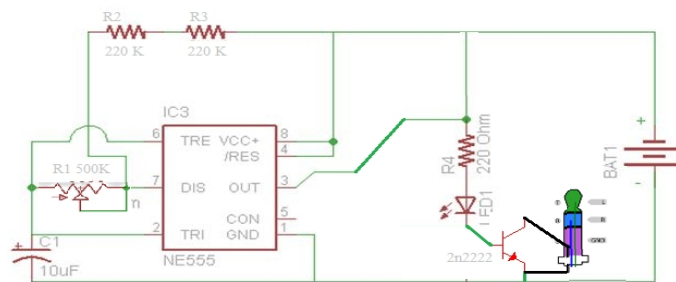 R2 R3
220 K 220 K
IC3
6 TRE VCC+ 8
/RES 4
R1 500K
7 DIS OUT 3
n
CON 5
2 TRI GND 1
NE555
+ C1
10uF
R4
220 Ohm
LED1
2n2222
BAT1
+
-
L
R
GND